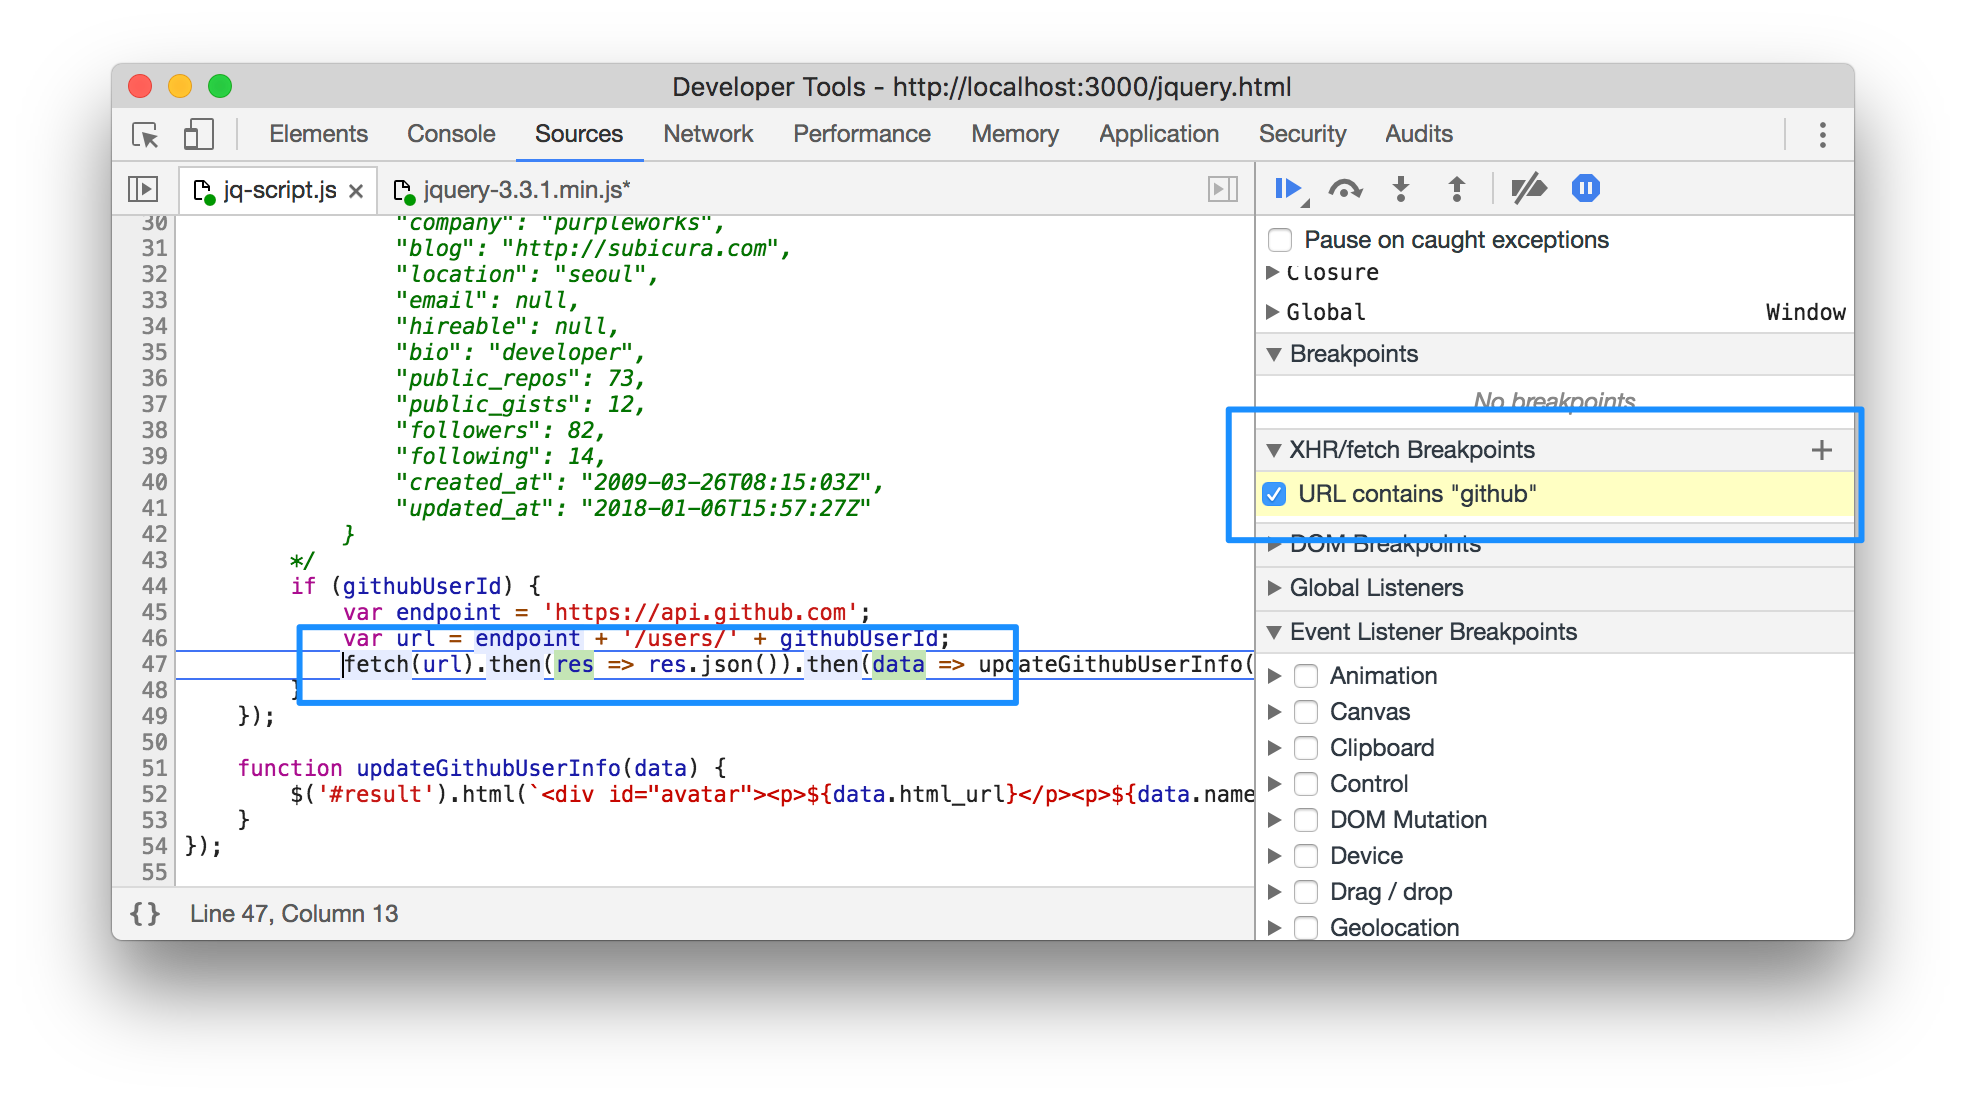 Developer Tools - http://localhost:3000/jquery.html
Elements Console Sources Network Performance Memory Application Security Audits
jq-script.js × jquery-3.3.1.min.js*
30 "company": "purpleworks",
31 "blog": "http://subicura.com",
32 "location": "seoul",
33 "email": null,
34 "hireable": null,
35 "bio": "developer",
36 "public_repos": 73,
37 "public_gists": 12,
38 "followers": 82,
39 "following": 14,
40 "created_at": "2009-03-26T08:15:03Z",
41 "updated_at": "2018-01-06T15:57:27Z"
42 }
43 */
44 if (githubUserId) {
45 var endpoint = 'https://api.github.com';
46 var url = endpoint + '/users/' + githubUserId;
47 fetch(url).then(res => res.json()).then(data => updateGithubUserInfo(
48 }
49 });
50
51 function updateGithubUserInfo(data) {
52 $('#result').html(`<div id="avatar"><p>${data.html_url}</p><p>${data.name
53 }
54 });
55
{} Line 47, Column 13
Pause on caught exceptions
Closure
Global Window
Breakpoints
No breakpoints
XHR/fetch Breakpoints +
URL contains "github"
DOM Breakpoints
Global Listeners
Event Listener Breakpoints
Animation
Canvas
Clipboard
Control
DOM Mutation
Device
Drag / drop
Geolocation